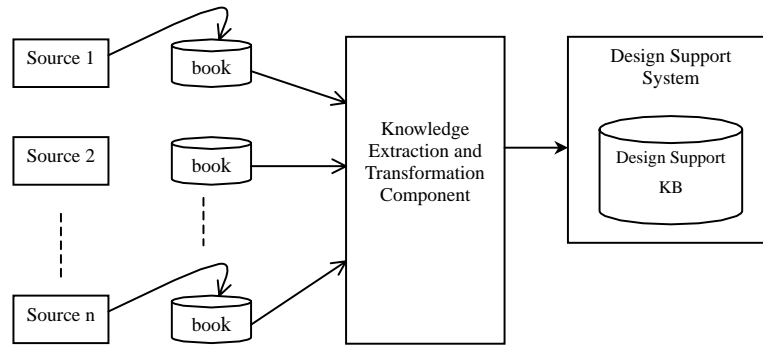 Source 1
book
Source 2
book
Source n
book
Knowledge
Extraction and
Transformation
Component
Design Support
System
Design Support
KB